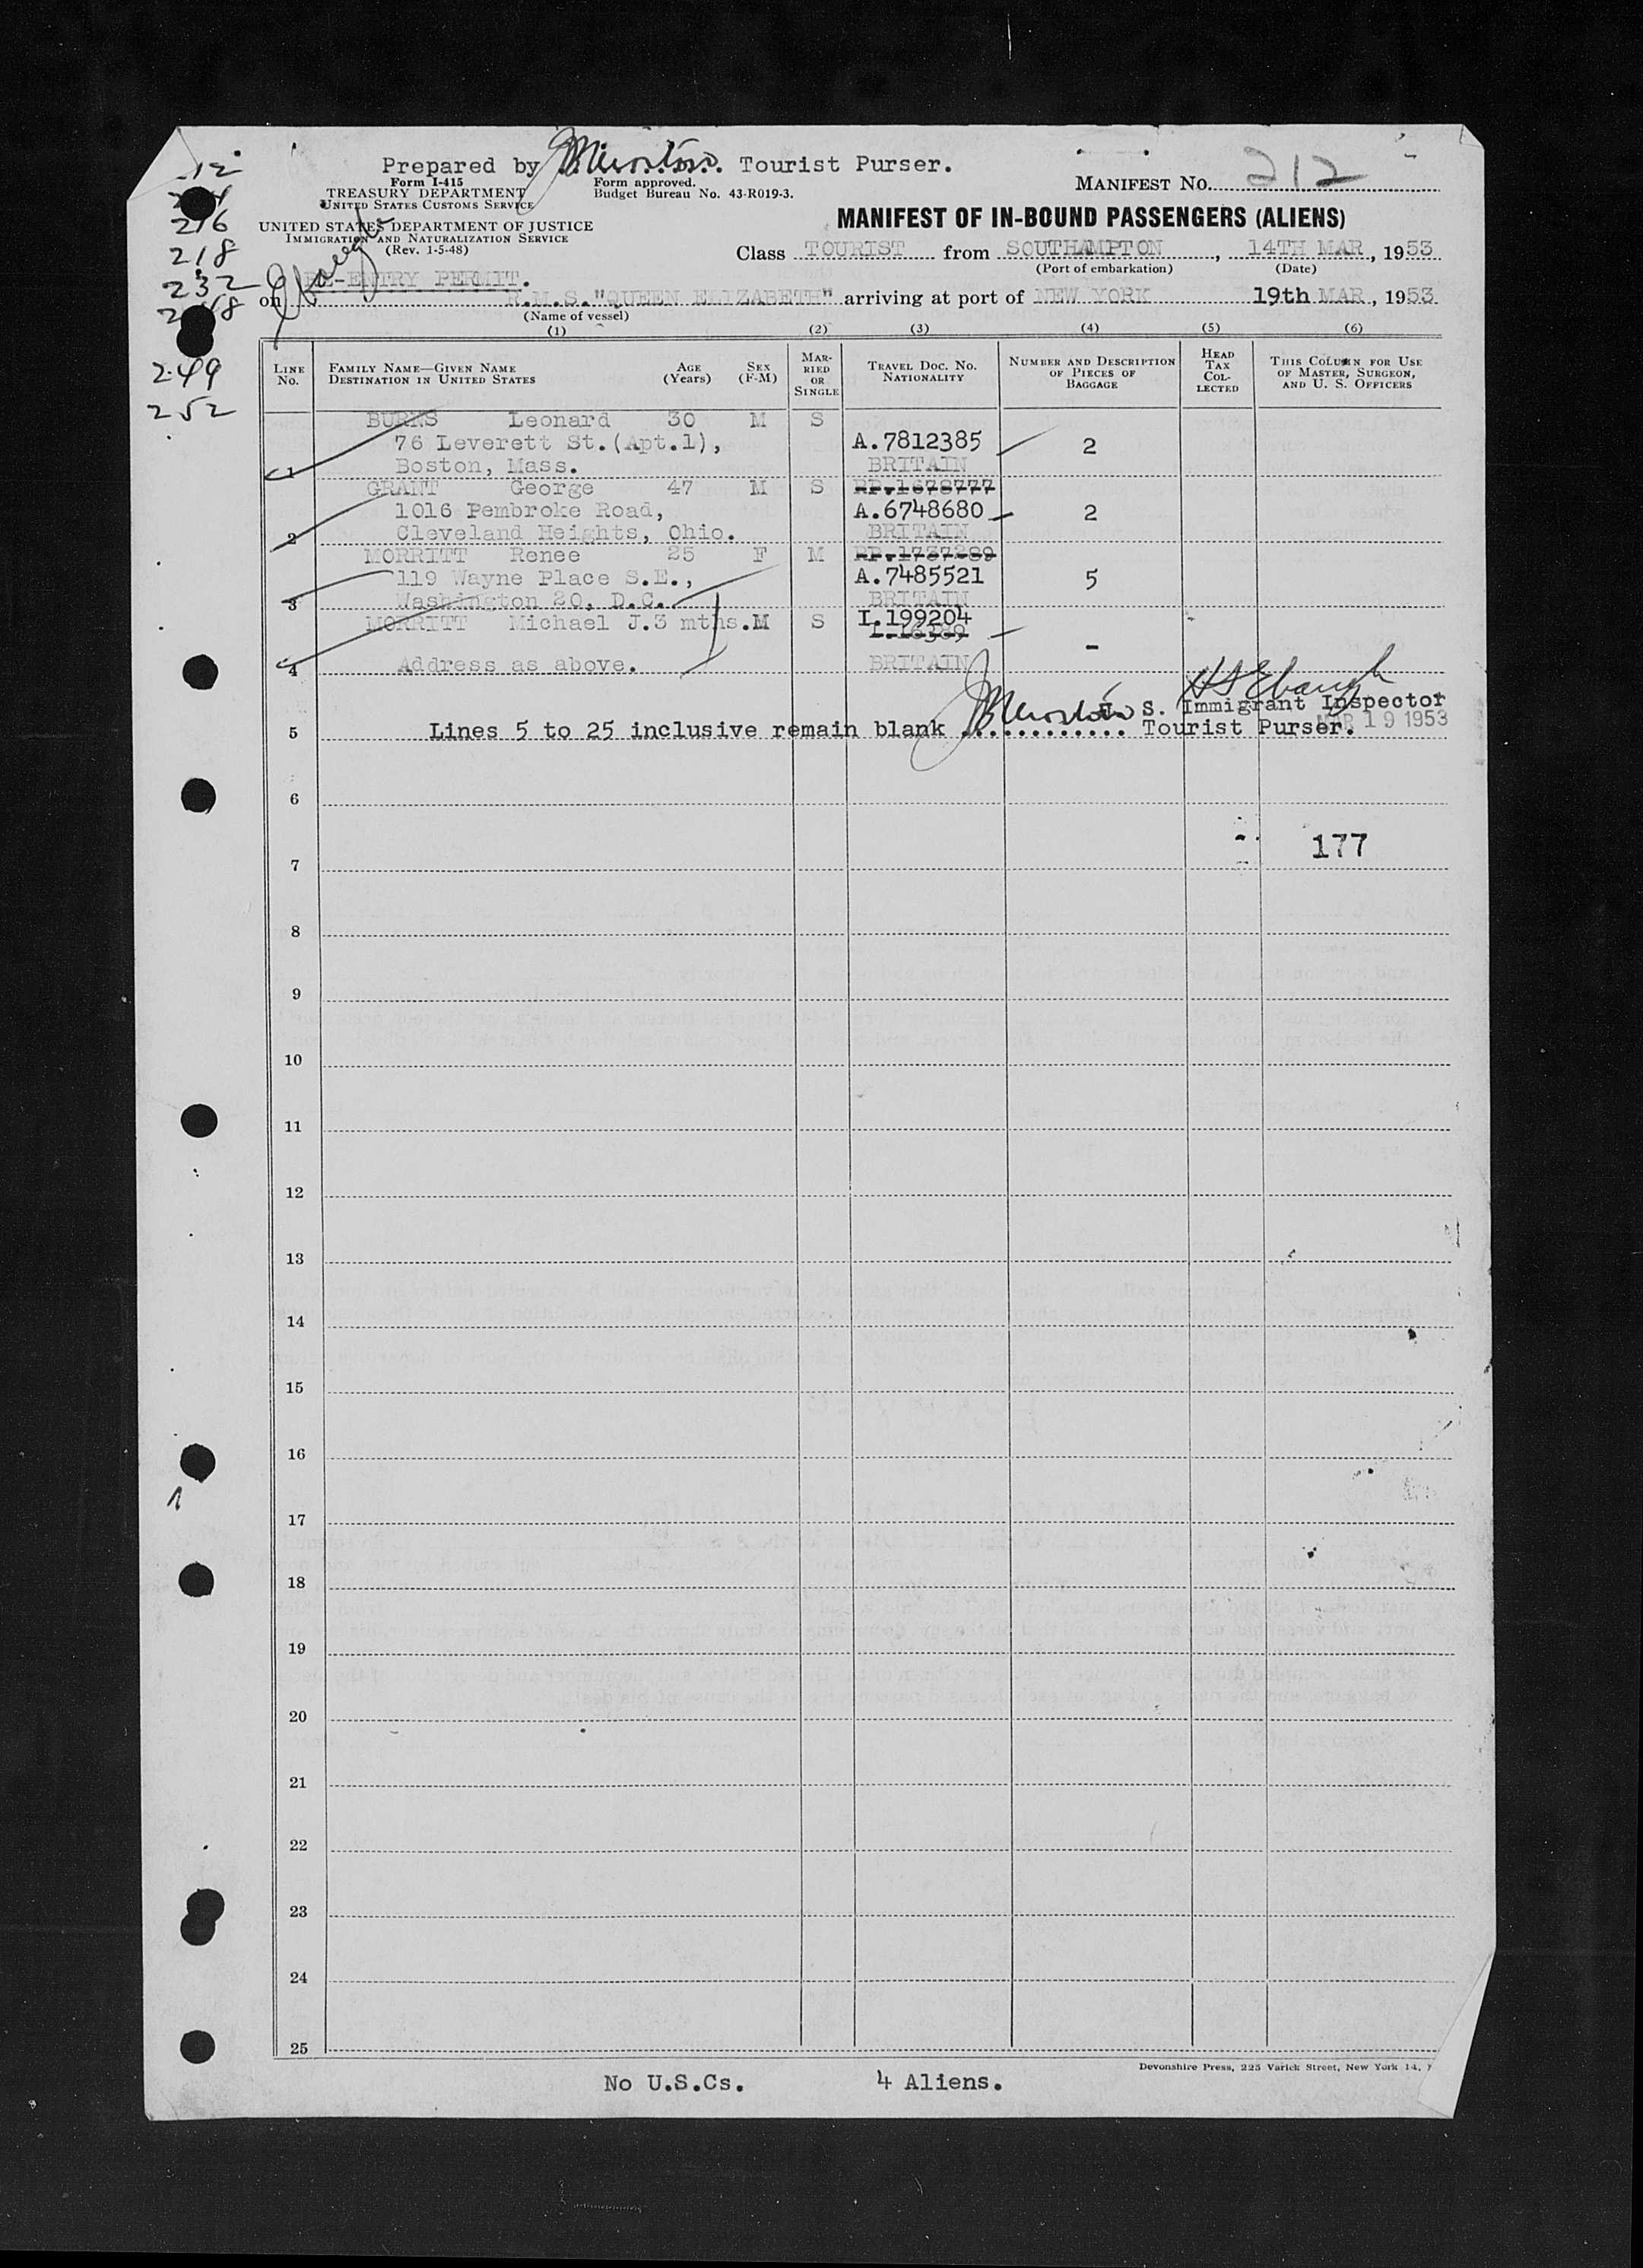 Prepared by Tourist Purser.
Form I-415
TREASURY DEPARTMENT
UNITED STATES CUSTOMS SERVICE
Form approved.
Budget Bureau No. 43-R019-3.
MANIFEST NO. 212
UNITED STATES DEPARTMENT OF JUSTICE
IMMIGRATION AND NATURALIZATION SERVICE
(Rev. 1-5-48)
MANIFEST OF IN-BOUND PASSENGERS (ALIENS)
Class TOURIST from SOUTHAMPTON, 14TH MAR, 1953
(Port of embarkation) (Date)
RE-ENTRY PERMIT.
on R.M.S."QUEEN ELIZABETH" arriving at port of NEW YORK 19th MAR, 1953
(Name of vessel)
216
218
232
249
252
(1) (2) (3) (4) (5) (6)
LINE NO.
FAMILY NAME—GIVEN NAME
DESTINATION IN UNITED STATES
AGE (Years)
SEX (F-M)
MARRIED OR SINGLE
TRAVEL DOC. NO. NATIONALITY
NUMBER AND DESCRIPTION OF PIECES OF BAGGAGE
HEAD TAX COLLECTED
THIS COLUMN FOR USE OF MASTER, SURGEON, AND U. S. OFFICERS
BURNS Leonard 30 M S
76 Leverett St.(Apt.1), A.7812385 2
1 Boston, Mass. BRITAIN
GRANT George 47 M S RP.1678777
1016 Pembroke Road, A.6748680 2
2 Cleveland Heights, Ohio. BRITAIN
MORRITT Renee 25 F M RP.1737289
119 Wayne Place S.E., A.7485521 5
3 Washington 20, D.C. BRITAIN
MORRITT Michael J. 3 mths. M S I.199204
I.16389 -
4 Address as above. BRITAIN
U. S. Immigrant Inspector
MAR 19 1953
5 Lines 5 to 25 inclusive remain blank ............ Tourist Purser.
6
177
7
8
9
10
11
12
13
14
15
16
17
18
19
20
21
22
23
24
25
Devonshire Press, 225 Varick Street, New York 14,
No U.S.Cs. 4 Aliens.